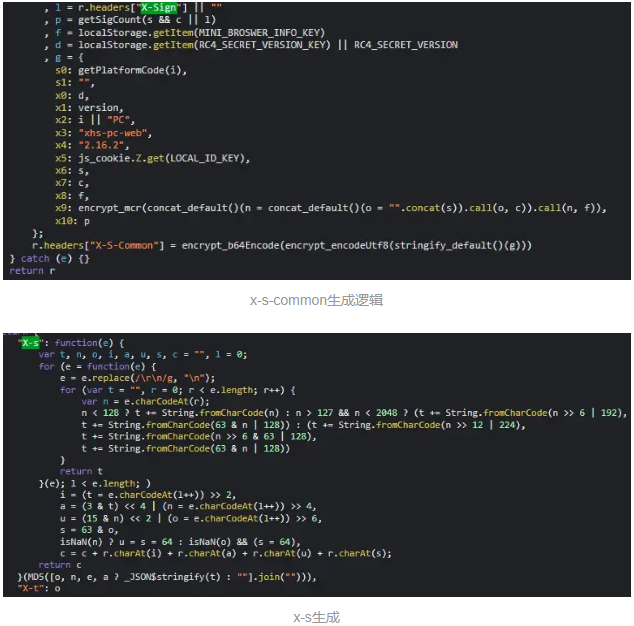 , l = r.headers["X-Sign"] || ""
, p = getSigCount(s && c || l)
, f = localStorage.getItem(MINI_BROSWER_INFO_KEY)
, d = localStorage.getItem(RC4_SECRET_VERSION_KEY) || RC4_SECRET_VERSION
, g = {
s0: getPlatformCode(i),
s1: "",
x0: d,
x1: version,
x2: i || "PC",
x3: "xhs-pc-web",
x4: "2.16.2",
x5: js_cookie.Z.get(LOCAL_ID_KEY),
x6: s,
x7: c,
x8: f,
x9: encrypt_mcr(concat_default()(n = concat_default()(o = "".concat(s)).call(o, c)).call(n, f)),
x10: p
};
r.headers["X-S-Common"] = encrypt_b64Encode(encrypt_encodeUtf8(stringify_default()(g)))
} catch (e) {}
return r
x-s-common生成逻辑
"X-s": function(e) {
var t, n, o, i, a, u, s, c = "", l = 0;
for (e = function(e) {
e = e.replace(/\r\n/g, "\n");
for (var t = "", r = 0; r < e.length; r++) {
var n = e.charCodeAt(r);
n < 128 ? t += String.fromCharCode(n) : n > 127 && n < 2048 ? (t += String.fromCharCode(n >> 6 | 192),
t += String.fromCharCode(63 & n | 128)) : (t += String.fromCharCode(n >> 12 | 224),
t += String.fromCharCode(n >> 6 & 63 | 128),
t += String.fromCharCode(63 & n | 128))
}
return t
}(e); l < e.length; )
i = (t = e.charCodeAt(l++)) >> 2,
a = (3 & t) << 4 | (n = e.charCodeAt(l++)) >> 4,
u = (15 & n) << 2 | (o = e.charCodeAt(l++)) >> 6,
s = 63 & o,
isNaN(n) ? u = s = 64 : isNaN(o) && (s = 64),
c = c + r.charAt(i) + r.charAt(a) + r.charAt(u) + r.charAt(s);
return c
}(MD5([o, n, e, a ? _JSON$stringify(t) : ""].join(""))),
"X-t": o
x-s生成